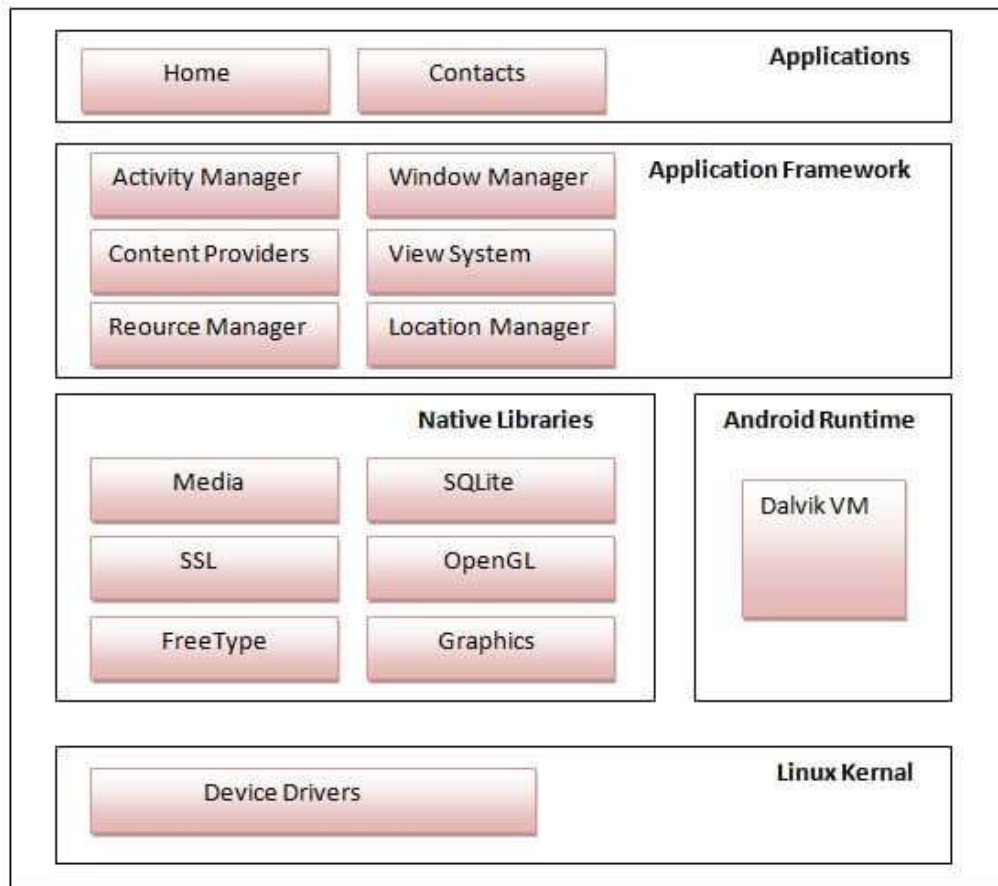 Applications
Home
Contacts
Application Framework
Activity Manager
Window Manager
Content Providers
View System
Reource Manager
Location Manager
Native Libraries
Media
SQLite
SSL
OpenGL
FreeType
Graphics
Android Runtime
Dalvik VM
Linux Kernal
Device Drivers